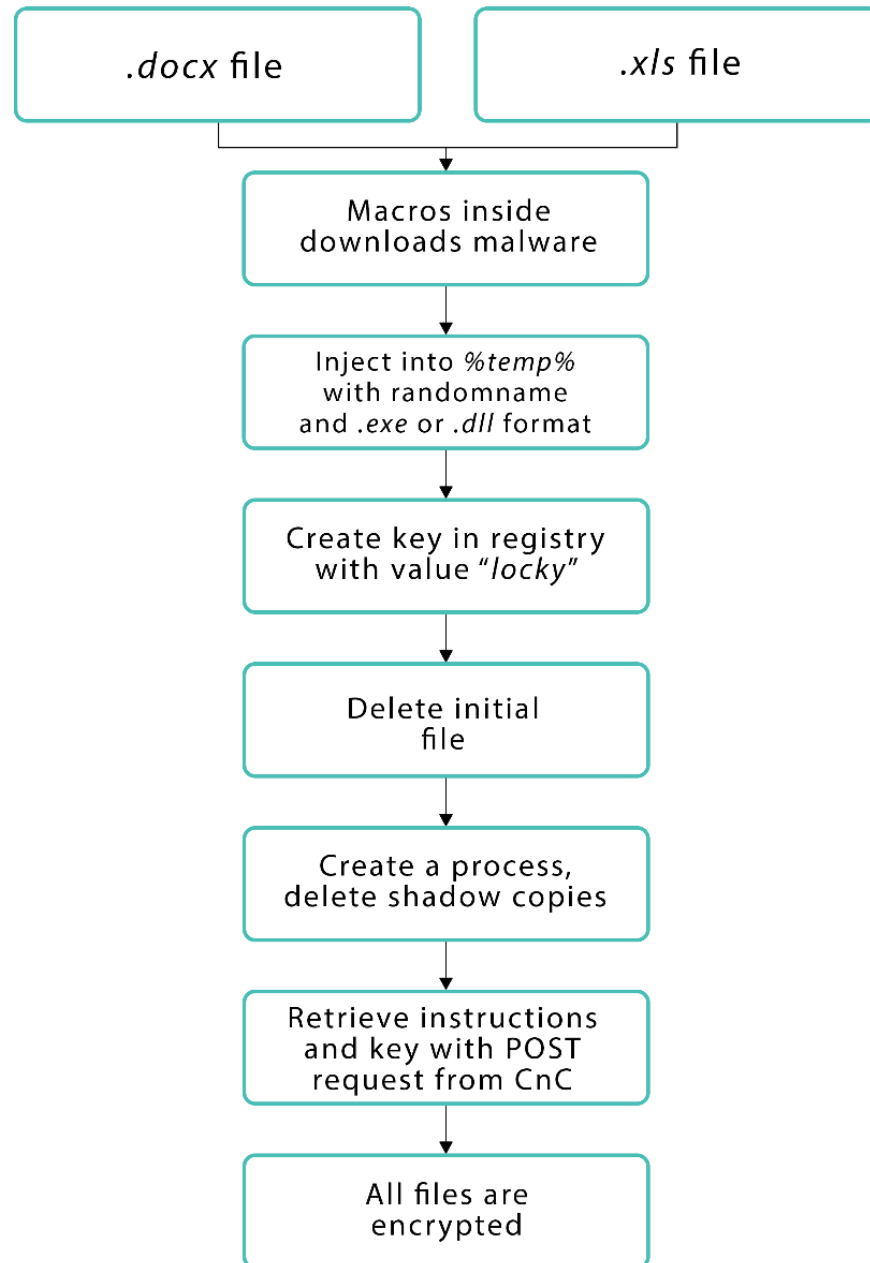 .docx file
.xls file
Macros inside
downloads malware
Inject into %temp%
with randomname
and .exe or .dll format
Create key in registry
with value “locky”
Delete initial
file
Create a process,
delete shadow copies
Retrieve instructions
and key with POST
request from CnC
All files are
encrypted